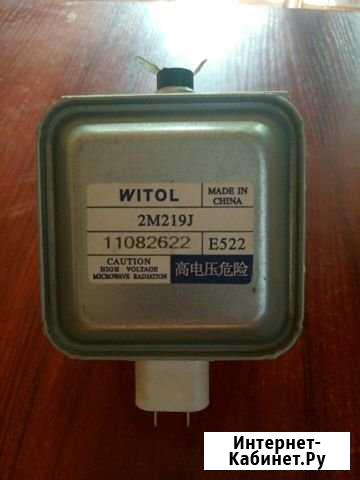 WITOL
MADE IN
CHINA
2M219J
11082622
E522
CAUTION
HIGH VOLTAGE
MICROWAVE RADIATION
高电压危险
Интернет-
Кабинет.Ру